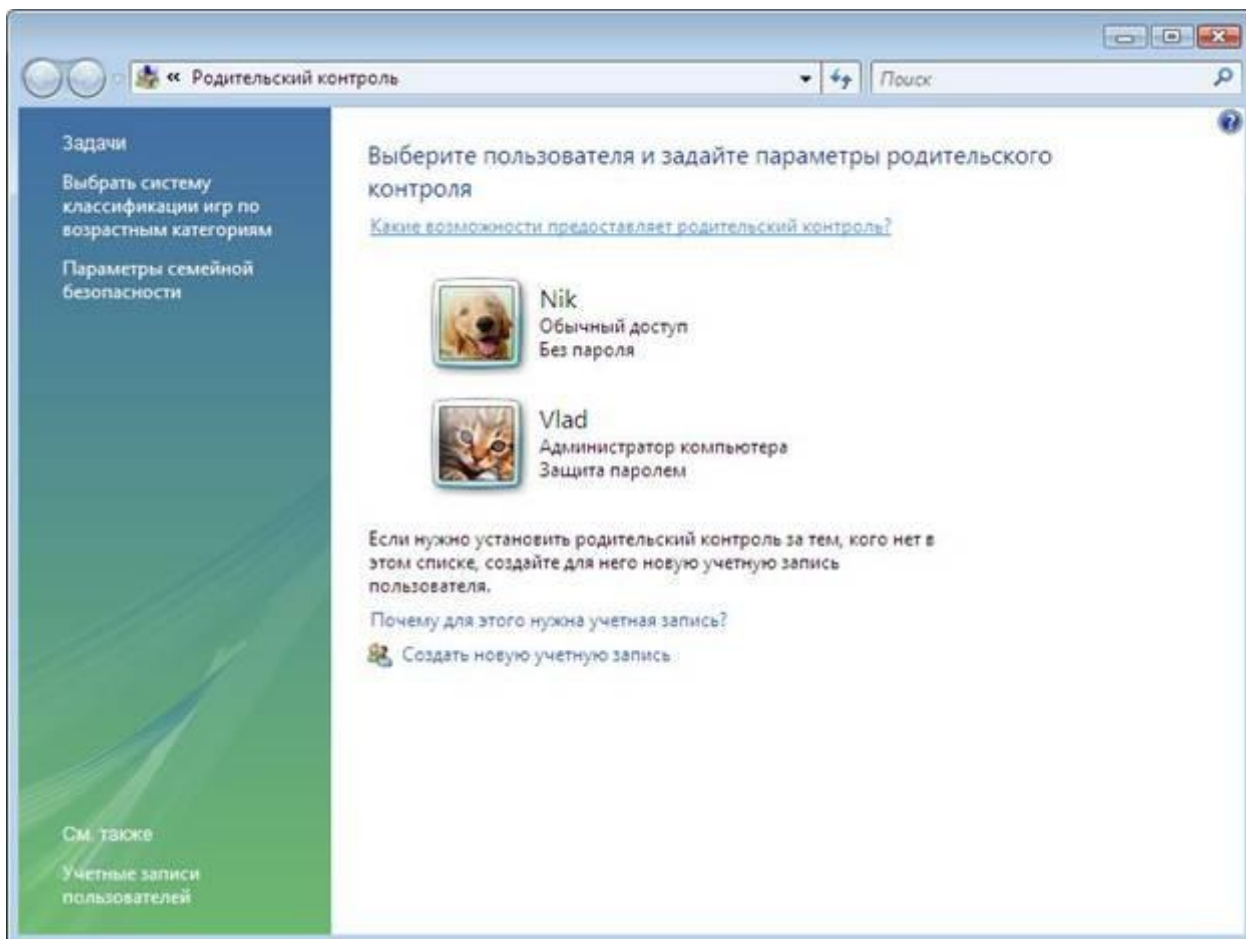 « Родительский контроль
Поиск
Задачи
Выбрать систему
классификации игр по
возрастным категориям
Параметры семейной
безопасности
Выберите пользователя и задайте параметры родительского
контроля
Какие возможности предоставляет родительский контроль?
Nik
Обычный доступ
Без пароля
Vlad
Администратор компьютера
Защита паролем
Если нужно установить родительский контроль за тем, кого нет в
этом списке, создайте для него новую учетную запись
пользователя.
Почему для этого нужна учетная запись?
Создать новую учетную запись
См. также
Учетные записи
пользователей